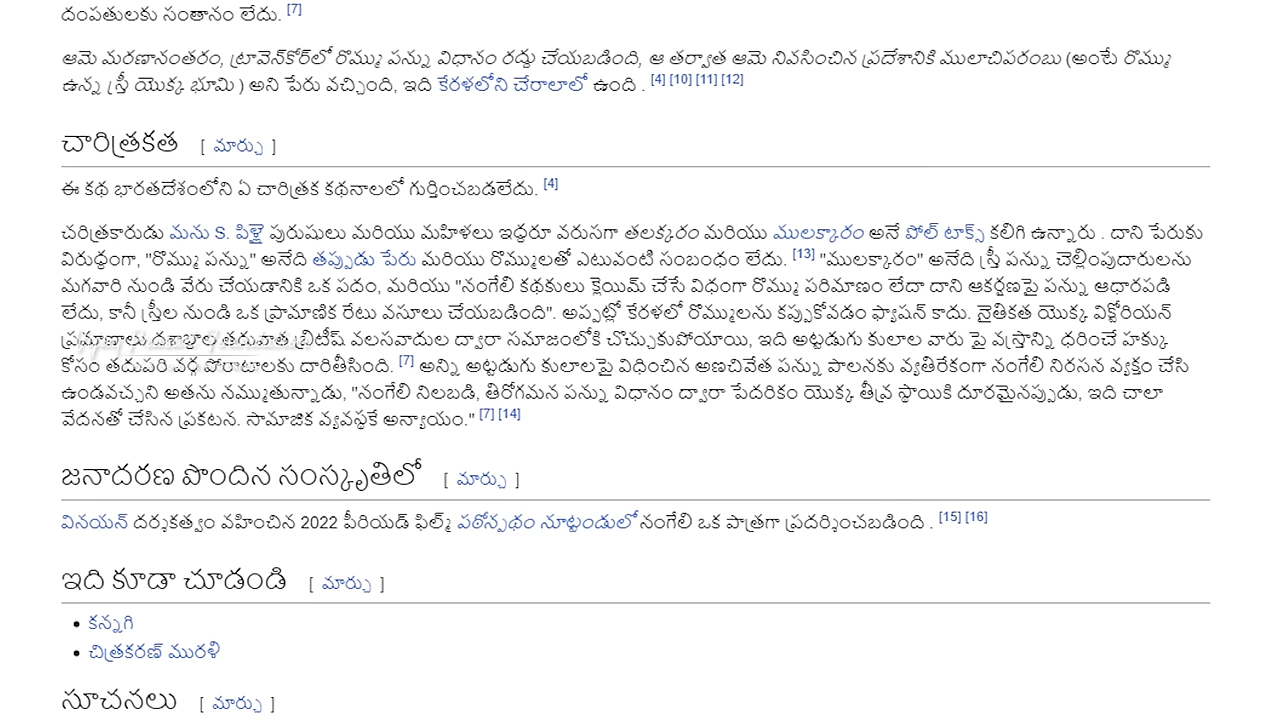 దంపతులకు సంతానం లేదు. [7]
ఆమె మరణానంతరం, ట్రావెన్‌కోర్‌లో రొమ్ము పన్ను విధానం రద్దు చేయబడింది, ఆ తర్వాత ఆమె నివసించిన ప్రదేశానికి ములాచిపరంబు (అంటే రొమ్ము
ఉన్న స్త్రీ యొక్క భూమి ) అని పేరు వచ్చింది, ఇది కేరళలోని చేరాలాలో ఉంది . [4] [10] [11] [12]
చారిత్రకత [ మార్చు ]
ఈ కథ భారతదేశంలోని ఏ చారిత్రక కథనాలలో గుర్తించబడలేదు. [4]
చరిత్రకారుడు మను S. పిళ్లై పురుషులు మరియు మహిళలు ఇద్దరూ వరుసగా తలక్కరం మరియు ములక్కారం అనే పోల్ టాక్స్ కలిగి ఉన్నారు . దాని పేరుకు
విరుద్ధంగా, "రొమ్ము పన్ను" అనేది తప్పుడు పేరు మరియు రొమ్ములతో ఎటువంటి సంబంధం లేదు. [13] "ములక్కారం" అనేది స్త్రీ పన్ను చెల్లింపుదారులను
మగవారి నుండి వేరు చేయడానికి ఒక పదం, మరియు "నంగేలి కథకులు క్లెయిమ్ చేసే విధంగా రొమ్ము పరిమాణం లేదా దాని ఆకర్షణపై పన్ను ఆధారపడి
లేదు, కానీ స్త్రీల నుండి ఒక ప్రామాణిక రేటు వసూలు చేయబడింది". అప్పట్లో కేరళలో రొమ్ములను కప్పుకోవడం ఫ్యాషన్ కాదు. నైతికత యొక్క విక్టోరియన్
ప్రమాణాలు దశాబ్దాల తరువాత బ్రిటీష్ వలసవాదుల ద్వారా సమాజంలోకి చొచ్చుకుపోయాయి, ఇది అట్టడుగు కులాల వారు పై వస్త్రాన్ని ధరించే హక్కు
కోసం తదుపరి వర్గ పోరాటాలకు దారితీసింది. [7] అన్ని అట్టడుగు కులాలపై విధించిన అణచివేత పన్ను పాలనకు వ్యతిరేకంగా నంగేలి నిరసన వ్యక్తం చేసి
ఉండవచ్చుని అతను నమ్ముతున్నాడు, "నంగేలి నిలబడి, తిరోగమన పన్ను విధానం ద్వారా పేదరికం యొక్క తీవ్ర స్థాయికి దూరమైనప్పుడు, ఇది చాలా
వేదనతో చేసిన ప్రకటన. సామాజిక వ్యవస్థకే అన్యాయం." [7] [14]
జనాదరణ పొందిన సంస్కృతిలో [ మార్చు ]
వినయన్ దర్శకత్వం వహించిన 2022 పీరియడ్ ఫిల్మ్ పఠోన్పథం నూట్టండులో నంగేలి ఒక పాత్రగా ప్రదర్శించబడింది . [15] [16]
ఇది కూడా చూడండి [ మార్చు ]
• కన్నగి
• చిత్రకరణ్ మురళి
సూచనలు [ మార్చు ]